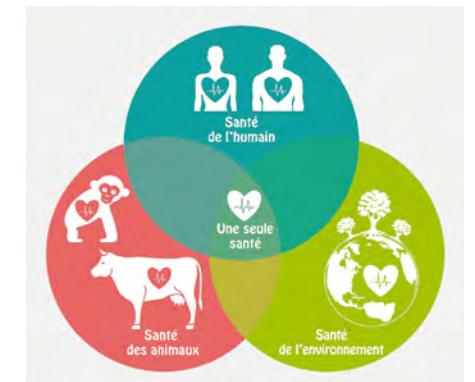 Santé
de l'humain
Une seule
santé
Santé
des animaux
Santé
de l'environnement